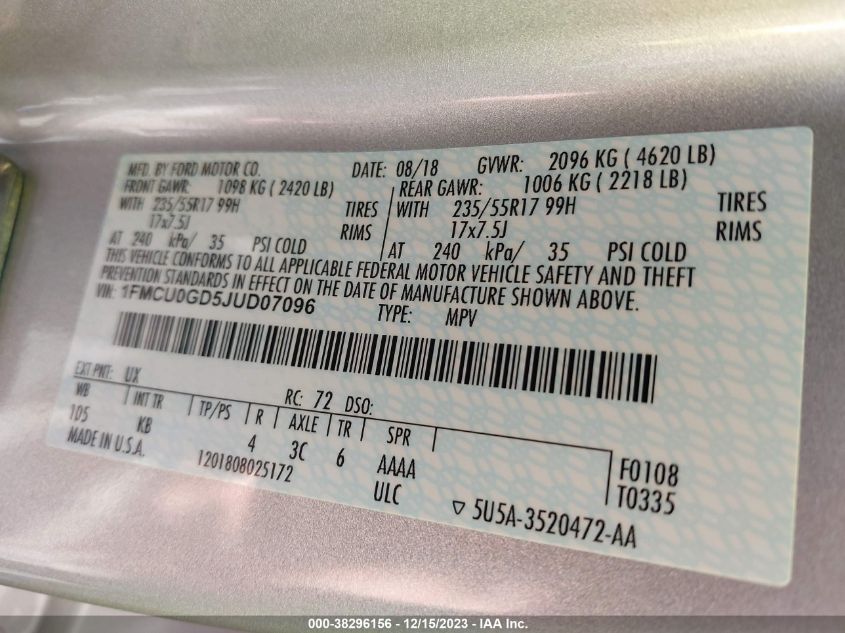 MFD. BY FORD MOTOR CO. DATE: 08/18 GVWR: 2096 KG ( 4620 LB)
FRONT GAWR: 1098 KG ( 2420 LB) REAR GAWR: 1006 KG ( 2218 LB)
WITH 235/55R17 99H TIRES WITH 235/55R17 99H TIRES
17x7.5J RIMS 17x7.5J RIMS
AT 240 kPa/ 35 PSI COLD AT 240 kPa/ 35 PSI COLD
THIS VEHICLE CONFORMS TO ALL APPLICABLE FEDERAL MOTOR VEHICLE SAFETY AND THEFT
PREVENTION STANDARDS IN EFFECT ON THE DATE OF MANUFACTURE SHOWN ABOVE.
VIN: 1FMCU0GD5JUD07096 TYPE: MPV
EXT PNT: UX RC: 72 DSO:
WB INT TR TP/PS R AXLE TR SPR
105 KB 4 3C 6 AAAA F0108
MADE IN U.S.A. 1201808025172 ULC T0335
▽ 5U5A-3520472-AA
000-38296156 - 12/15/2023 - IAA Inc.